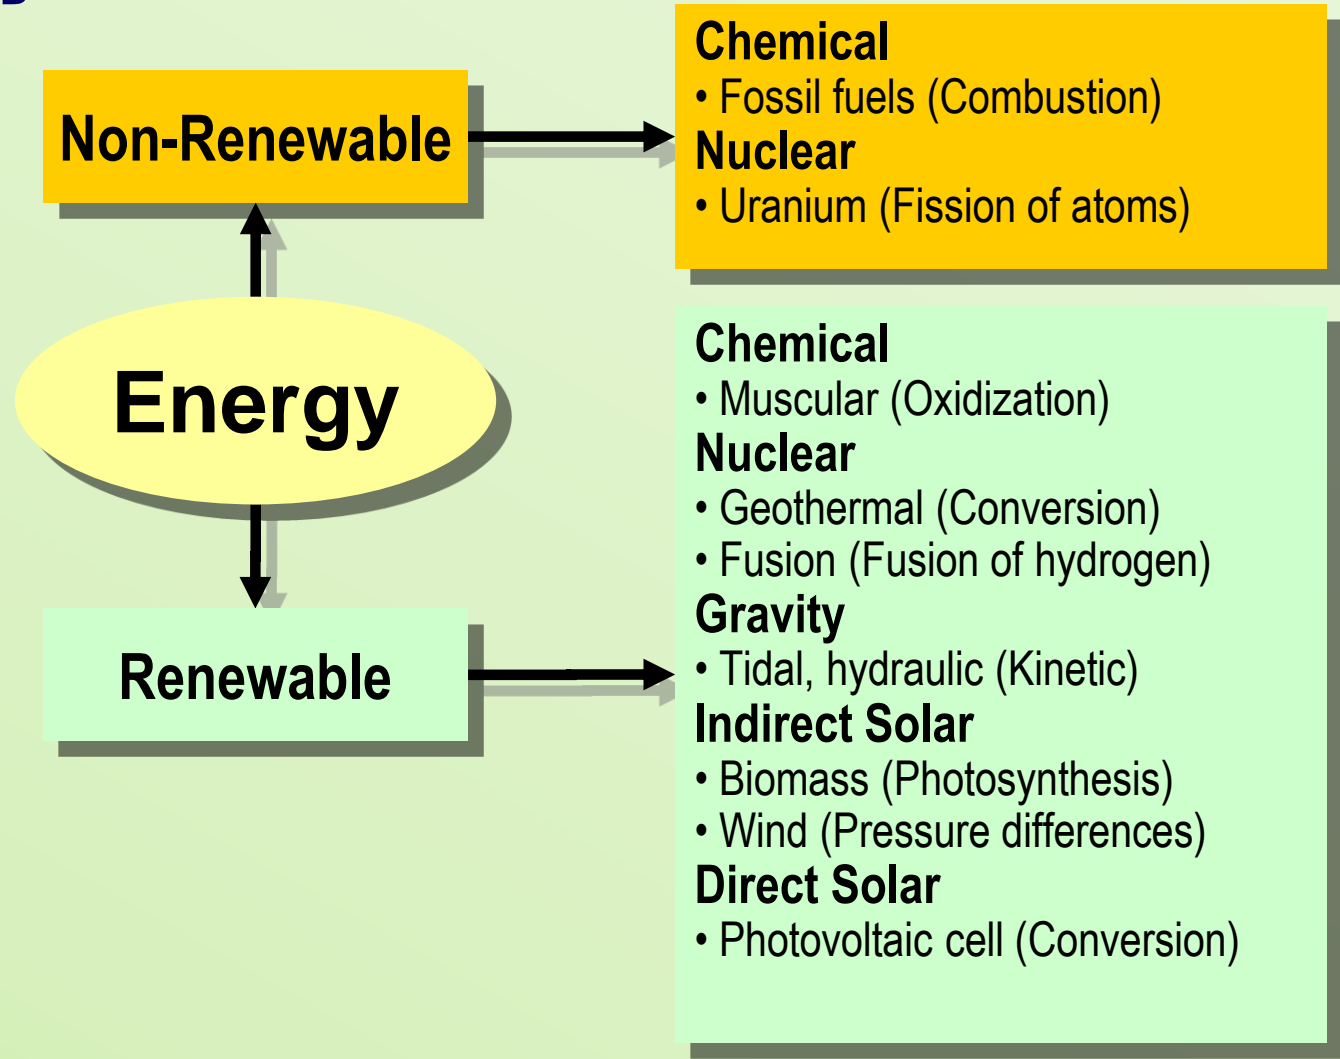 Non-Renewable
Chemical
• Fossil fuels (Combustion)
Nuclear
• Uranium (Fission of atoms)
Energy
Renewable
Chemical
• Muscular (Oxidization)
Nuclear
• Geothermal (Conversion)
• Fusion (Fusion of hydrogen)
Gravity
• Tidal, hydraulic (Kinetic)
Indirect Solar
• Biomass (Photosynthesis)
• Wind (Pressure differences)
Direct Solar
• Photovoltaic cell (Conversion)